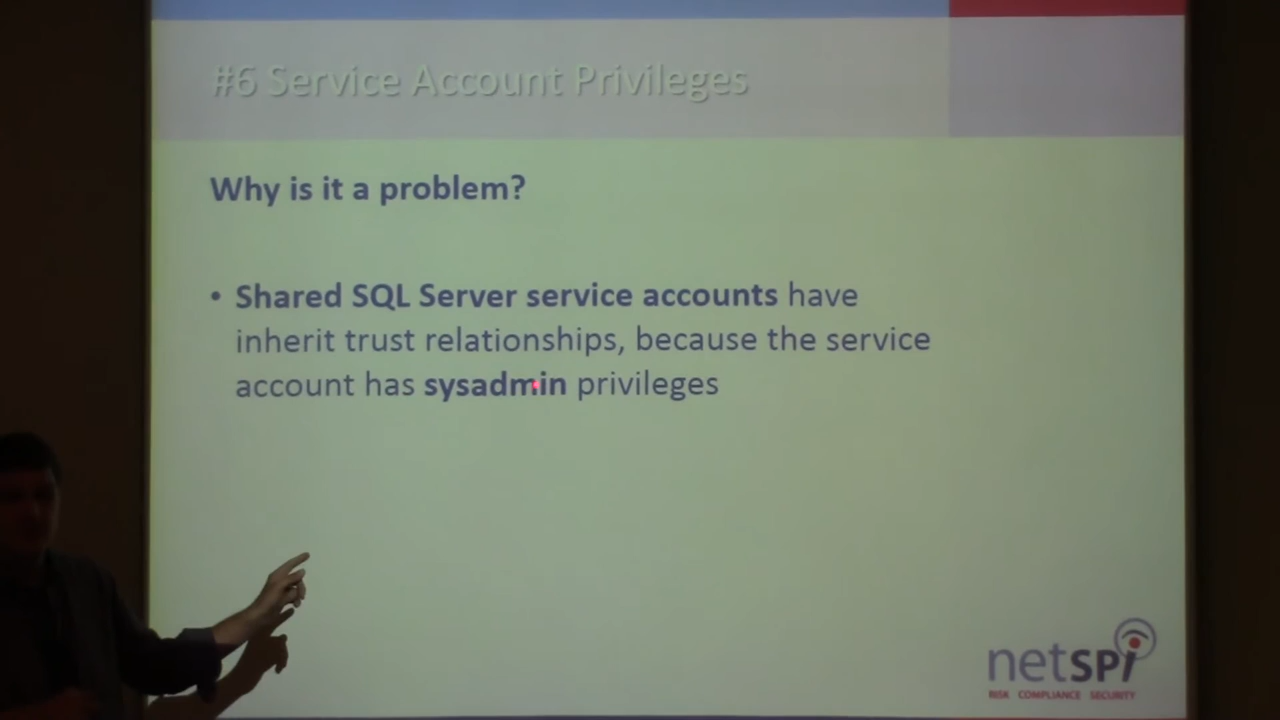 #6 Service Account Privileges
Why is it a problem?
• Shared SQL Server service accounts have
inherit trust relationships, because the service
account has sysadmin privileges
netSPi
RISK COMPLIANCE SECURITY